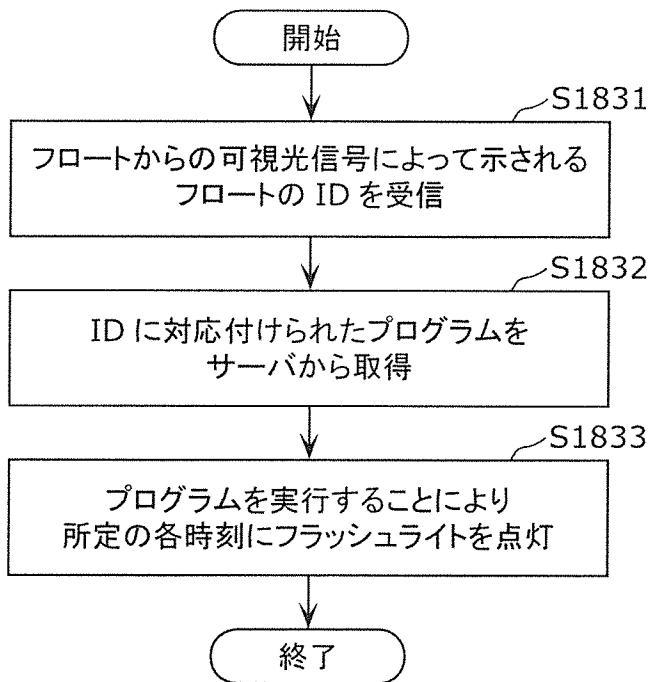 開始
S1831
フロートからの可視光信号によって示される
フロートの ID を受信
S1832
ID に対応付けられたプログラムを
サーバから取得
S1833
プログラムを実行することにより
所定の各時刻にフラッシュライトを点灯
終了